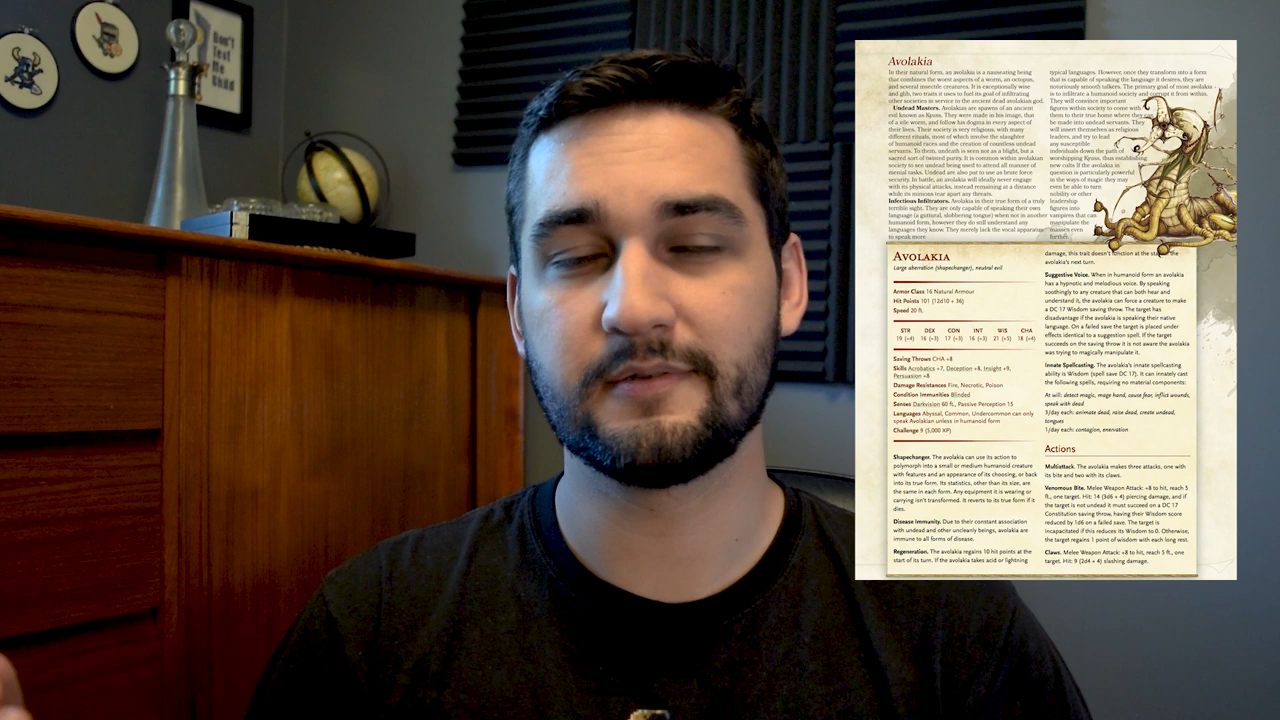 Don't
Text
Me
Avolakia
In their natural form, an avolakia is a nauseating being
that combines the worst aspects of a worm, an octopus,
and several insectile creatures. It is exceptionally wise
and glib, two traits it uses to fuel its goal of infiltrating
other societies in service to the ancient dead avolakian god.
Undead Masters. Avolakia are spawns of an ancient
evil known as Kyuss. They were made in his image, that
of a vile worm, and follow his dogma in every aspect of
their lives. Their society is very religious, with many
different rituals, most of which involve the slaughter
of humanoid races and the creation of countless undead
servants. To them, undeath is seen not as a blight, but a
sacred sort of twisted purity. It is common within avolakian
society to see undead being used to attend all manner of
menial tasks. Undead are also put to use as brute force
security. In battle, an avolakia will ideally never engage
with its physical attacks, instead remaining at a distance
while its minions tear apart any threats.
Infectious Infiltrators. Avolakia in their true form of a truly
terrible sight. They are only capable of speaking their own
language (a guttural, slobbering tongue) when not in another
humanoid form, however they do still understand any
languages they know. They merely lack the vocal apparatus
to speak more
typical languages. However, once they transform into a form
that is capable of speaking the language it desires, they are
notoriously smooth talkers. The primary goal of most avolakia
is to infiltrate a humanoid society and corrupt it from within.
They will convince important
figures within society to come with
them to their true home where they can
be made into undead servants. They
will insert themselves as religious
leaders, and try to lead
any susceptible
individuals down the path of
worshipping Kyuss, thus establishing
new cults If the avolakia in
question is particularly powerful
in the ways of magic they may
even be able to turn
nobility or other
leadership
figures into
vampires that can
manipulate the
masses even
further.
Avolakia
Large aberration (shapechanger), neutral evil
Armor Class 16 Natural Armour
Hit Points 101 (12d10 + 36)
Speed 20 ft.
STR DEX CON INT WIS CHA
19 (+4) 16 (+3) 17 (+3) 16 (+3) 21 (+5) 18 (+4)
Saving Throws CHA +8
Skills Acrobatics +7, Deception +8, Insight +9,
Persuasion +8
Damage Resistances Fire, Necrotic, Poison
Condition Immunities Blinded
Senses Darkvision 60 ft., Passive Perception 15
Languages Abyssal, Common, Undercommon can only
speak Avolakian unless in humanoid form
Challenge 9 (5,000 XP)
Shapechanger. The avolakia can use its action to
polymorph into a small or medium humanoid creature
with features and an appearance of its choosing, or back
into its true form. Its statistics, other than its size, are
the same in each form. Any equipment it is wearing or
carrying isn't transformed. It reverts to its true form if it
dies.
Disease Immunity. Due to their constant association
with undead and other uncleanly beings, avolakia are
immune to all forms of disease.
Regeneration. The avolakia regains 10 hit points at the
start of its turn. If the avolakia takes acid or lightning
damage, this trait doesn't function at the start of the
avolakia's next turn.
Suggestive Voice. When in humanoid form an avolakia
has a hypnotic and melodious voice. By speaking
soothingly to any creature that can both hear and
understand it, the avolakia can force a creature to make
a DC 17 Wisdom saving throw. The target has
disadvantage if the avolakia is speaking their native
language. On a failed save the target is placed under
effects identical to a suggestion spell. If the target
succeeds on the saving throw it is not aware the avolakia
was trying to magically manipulate it.
Innate Spellcasting. The avolakia's innate spellcasting
ability is Wisdom (spell save DC 17). It can innately cast
the following spells, requiring no material components:
At will: detect magic, mage hand, cause fear, inflict wounds,
speak with dead
3/day each: animate dead, raise dead, create undead,
tongues
1/day each: contagion, enervation
Actions
Multiattack. The avolakia makes three attacks, one with
its bite and two with its claws.
Venomous Bite. Melee Weapon Attack: +8 to hit, reach 5
ft., one target. Hit: 14 (3d6 + 4) piercing damage, and if
the target is not undead it must succeed on a DC 17
Constitution saving throw, having their Wisdom score
reduced by 1d6 on a failed save. The target is
incapacitated if this reduces its Wisdom to 0. Otherwise,
the target regains 1 point of wisdom with each long rest.
Claws. Melee Weapon Attack: +8 to hit, reach 5 ft., one
target. Hit: 9 (2d4 + 4) slashing damage.